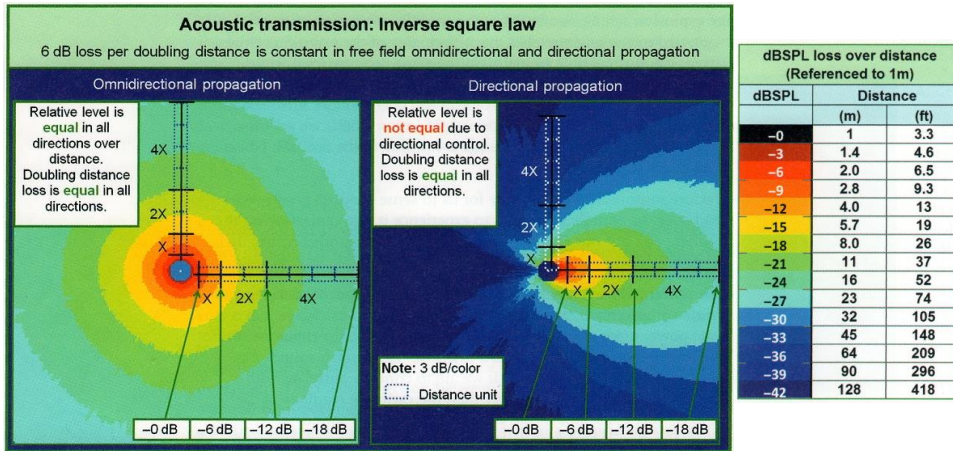 Acoustic transmission: Inverse square law
6 dB loss per doubling distance is constant in free field omnidirectional and directional propagation
Omnidirectional propagation
Relative level is
equal in all
directions over
distance.
Doubling distance
loss is equal in all
directions.
4X
2X
X
X 2X 4X
–0 dB –6 dB –12 dB –18 dB
Directional propagation
Relative level is
not equal due to
directional control.
Doubling distance
loss is equal in all
directions.
4X
2X
X
X 2X 4X
Note: 3 dB/color
Distance unit
–0 dB –6 dB –12 dB –18 dB
dBSPL loss over distance
(Referenced to 1m)
dBSPL Distance
(m) (ft)
–0 1 3.3
–3 1.4 4.6
–6 2.0 6.5
–9 2.8 9.3
–12 4.0 13
–15 5.7 19
–18 8.0 26
–21 11 37
–24 16 52
–27 23 74
–30 32 105
–33 45 148
–36 64 209
–39 90 296
–42 128 418